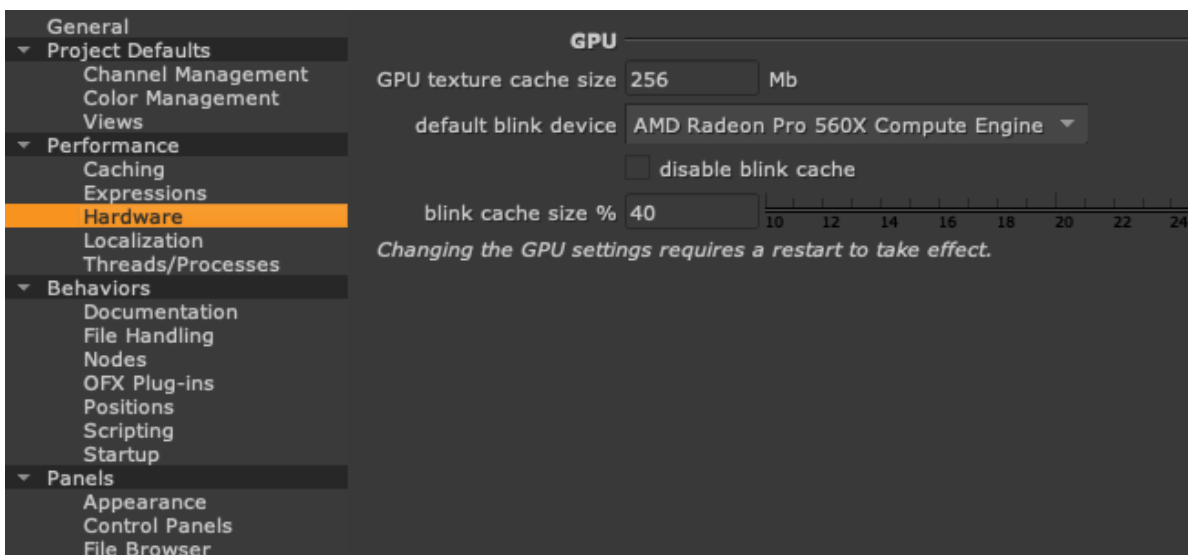 General
Project Defaults
Channel Management
Color Management
Views
Performance
Caching
Expressions
Hardware
Localization
Threads/Processes
Behaviors
Documentation
File Handling
Nodes
OFX Plug-ins
Positions
Scripting
Startup
Panels
Appearance
Control Panels
File Browser
GPU
GPU texture cache size 256 Mb
default blink device AMD Radeon Pro 560X Compute Engine
disable blink cache
blink cache size % 40
10 12 14 16 18 20 22 24
Changing the GPU settings requires a restart to take effect.